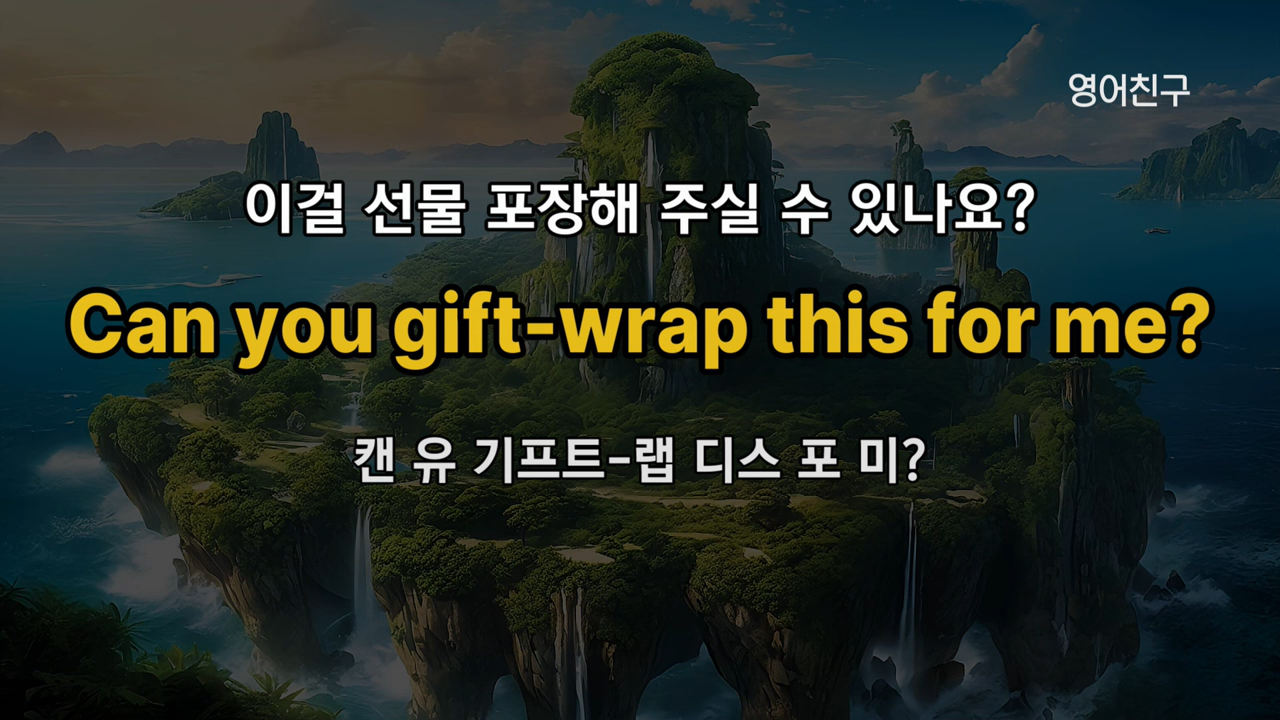 영어친구
이걸 선물 포장해 주실 수 있나요?
Can you gift-wrap this for me?
캔 유 기프트-랩 디스 포 미?